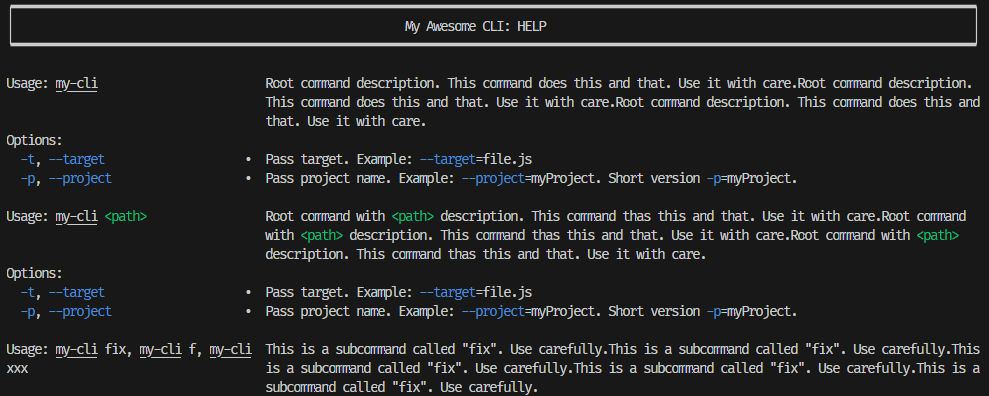 My Awesome CLI: HELP
Usage: my-cli Root command description. This command does this and that. Use it with care.Root command description.
This command does this and that. Use it with care.Root command description. This command does this and
that. Use it with care.
Options:
-t, --target • Pass target. Example: --target=file.js
-p, --project • Pass project name. Example: --project=myProject. Short version -p=myProject.
Usage: my-cli <path> Root command with <path> description. This command thas this and that. Use it with care.Root command
with <path> description. This command thas this and that. Use it with care.Root command with <path>
description. This command thas this and that. Use it with care.
Options:
-t, --target • Pass target. Example: --target=file.js
-p, --project • Pass project name. Example: --project=myProject. Short version -p=myProject.
Usage: my-cli fix, my-cli f, my-cli This is a subcommand called "fix". Use carefully.This is a subcommand called "fix". Use carefully.This
xxx is a subcommand called "fix". Use carefully.This is a subcommand called "fix". Use carefully.This is a
subcommand called "fix". Use carefully.